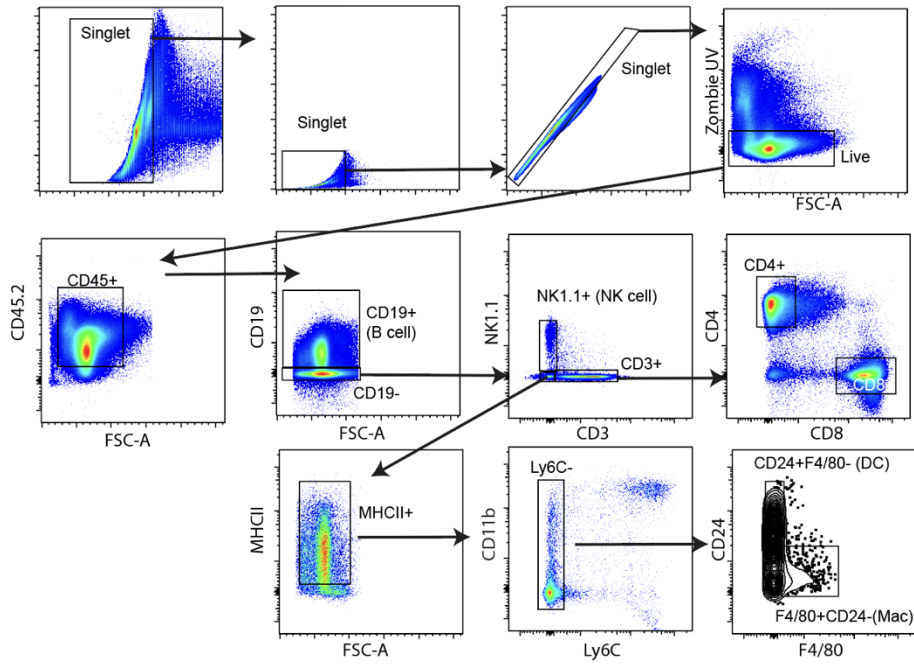 Singlet
Singlet
Singlet
Zombie UV
Live
FSC-A
CD45.2
CD45+
FSC-A
CD19
CD19+
(B cell)
CD19-
FSC-A
NK1.1
NK1.1+ (NK cell)
CD3+
CD3
CD4
CD4+
CD8
CD8
MHCII
MHCII+
FSC-A
CD11b
Ly6C-
Ly6C
CD24
CD24+F4/80- (DC)
F4/80+CD24-(Mac)
F4/80